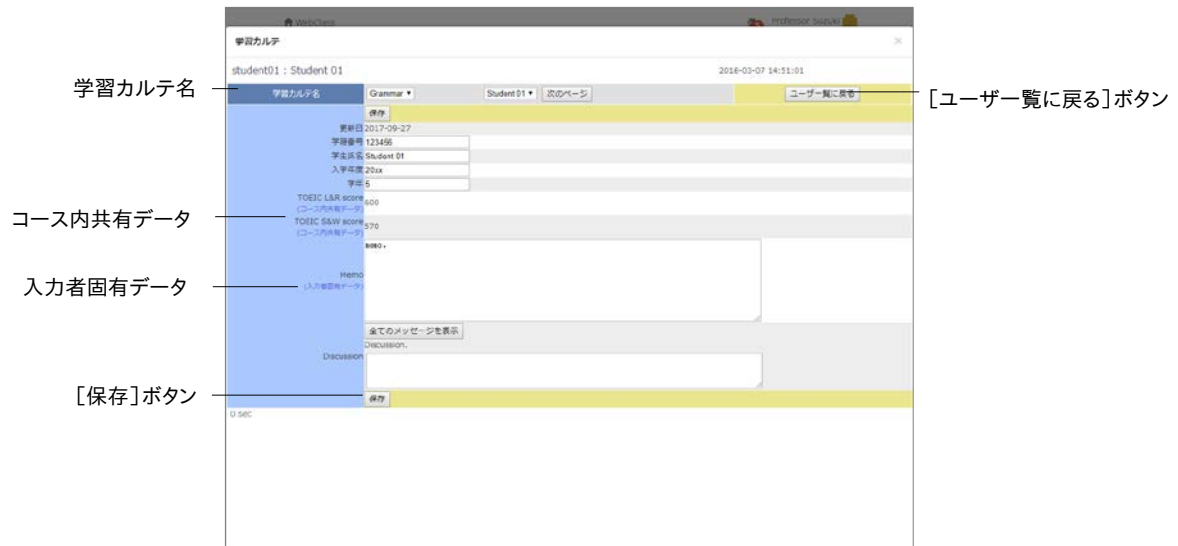 WebClass
Professor Suzuki
学習カルテ
×
student01 : Student 01
2016-03-07 14:51:01
学習カルテ名
学習カルテ名
Grammar
Student 01
次のページ
ユーザ一覧に戻る
[ユーザ一覧に戻る]ボタン
保存
更新日 2017-09-27
学籍番号 123456
学生氏名 Student 01
入学年度 20xx
学年 5
TOEIC L&R score
(コース内共有データ)
600
コース内共有データ
TOEIC S&W score
(コース内共有データ)
570
memo.
Memo
(入力者固有データ)
入力者固有データ
全てのメッセージを表示
Discussion.
Discussion
[保存]ボタン
保存
0 sec